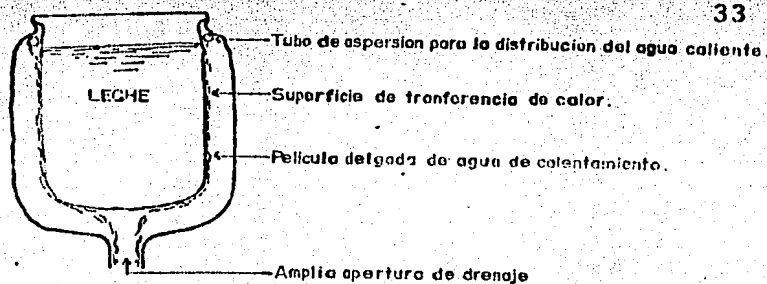 33
Tubo de aspersion para la distribucion del agua caliente.
LECHE
Superficie de tranferencia de calor.
Pelicula delgada de agua de calentamiento.
Amplia apertura de drenaje